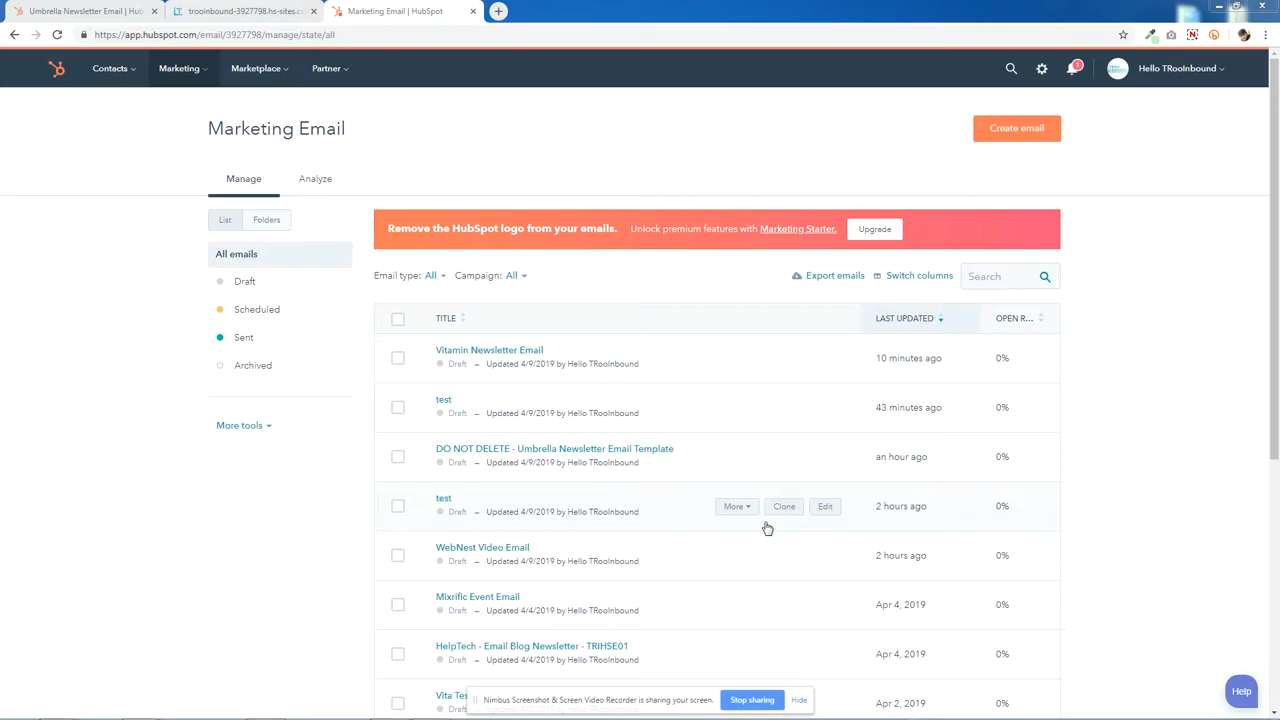 Umbrella Newsletter Email | Hub
trooinbound-3927798.hs-sites.co
Marketing Email | HubSpot
https://app.hubspot.com/email/3927798/manage/state/all
Contacts
Marketing
Marketplace
Partner
1
Hello TRooInbound
Marketing Email
Create email
Manage
Analyze
List
Folders
All emails
Draft
Scheduled
Sent
Archived
More tools
Remove the HubSpot logo from your emails. Unlock premium features with Marketing Starter. Upgrade
Email type: All Campaign: All
Export emails
Switch columns
Search
TITLE
LAST UPDATED
OPEN R...
Vitamin Newsletter Email
Draft – Updated 4/9/2019 by Hello TRooInbound
10 minutes ago
0%
test
Draft – Updated 4/9/2019 by Hello TRooInbound
43 minutes ago
0%
DO NOT DELETE - Umbrella Newsletter Email Template
Draft – Updated 4/9/2019 by Hello TRooInbound
an hour ago
0%
test
Draft – Updated 4/9/2019 by Hello TRooInbound
More
Clone
Edit
2 hours ago
0%
WebNest Video Email
Draft – Updated 4/9/2019 by Hello TRooInbound
2 hours ago
0%
Mixrific Event Email
Draft – Updated 4/4/2019 by Hello TRooInbound
Apr 4, 2019
0%
HelpTech - Email Blog Newsletter - TRIHSE01
Draft – Updated 4/4/2019 by Hello TRooInbound
Apr 4, 2019
0%
Vita Tes
Draft
Apr 2, 2019
0%
Nimbus Screenshot & Screen Video Recorder is sharing your screen.
Stop sharing
Hide
Help